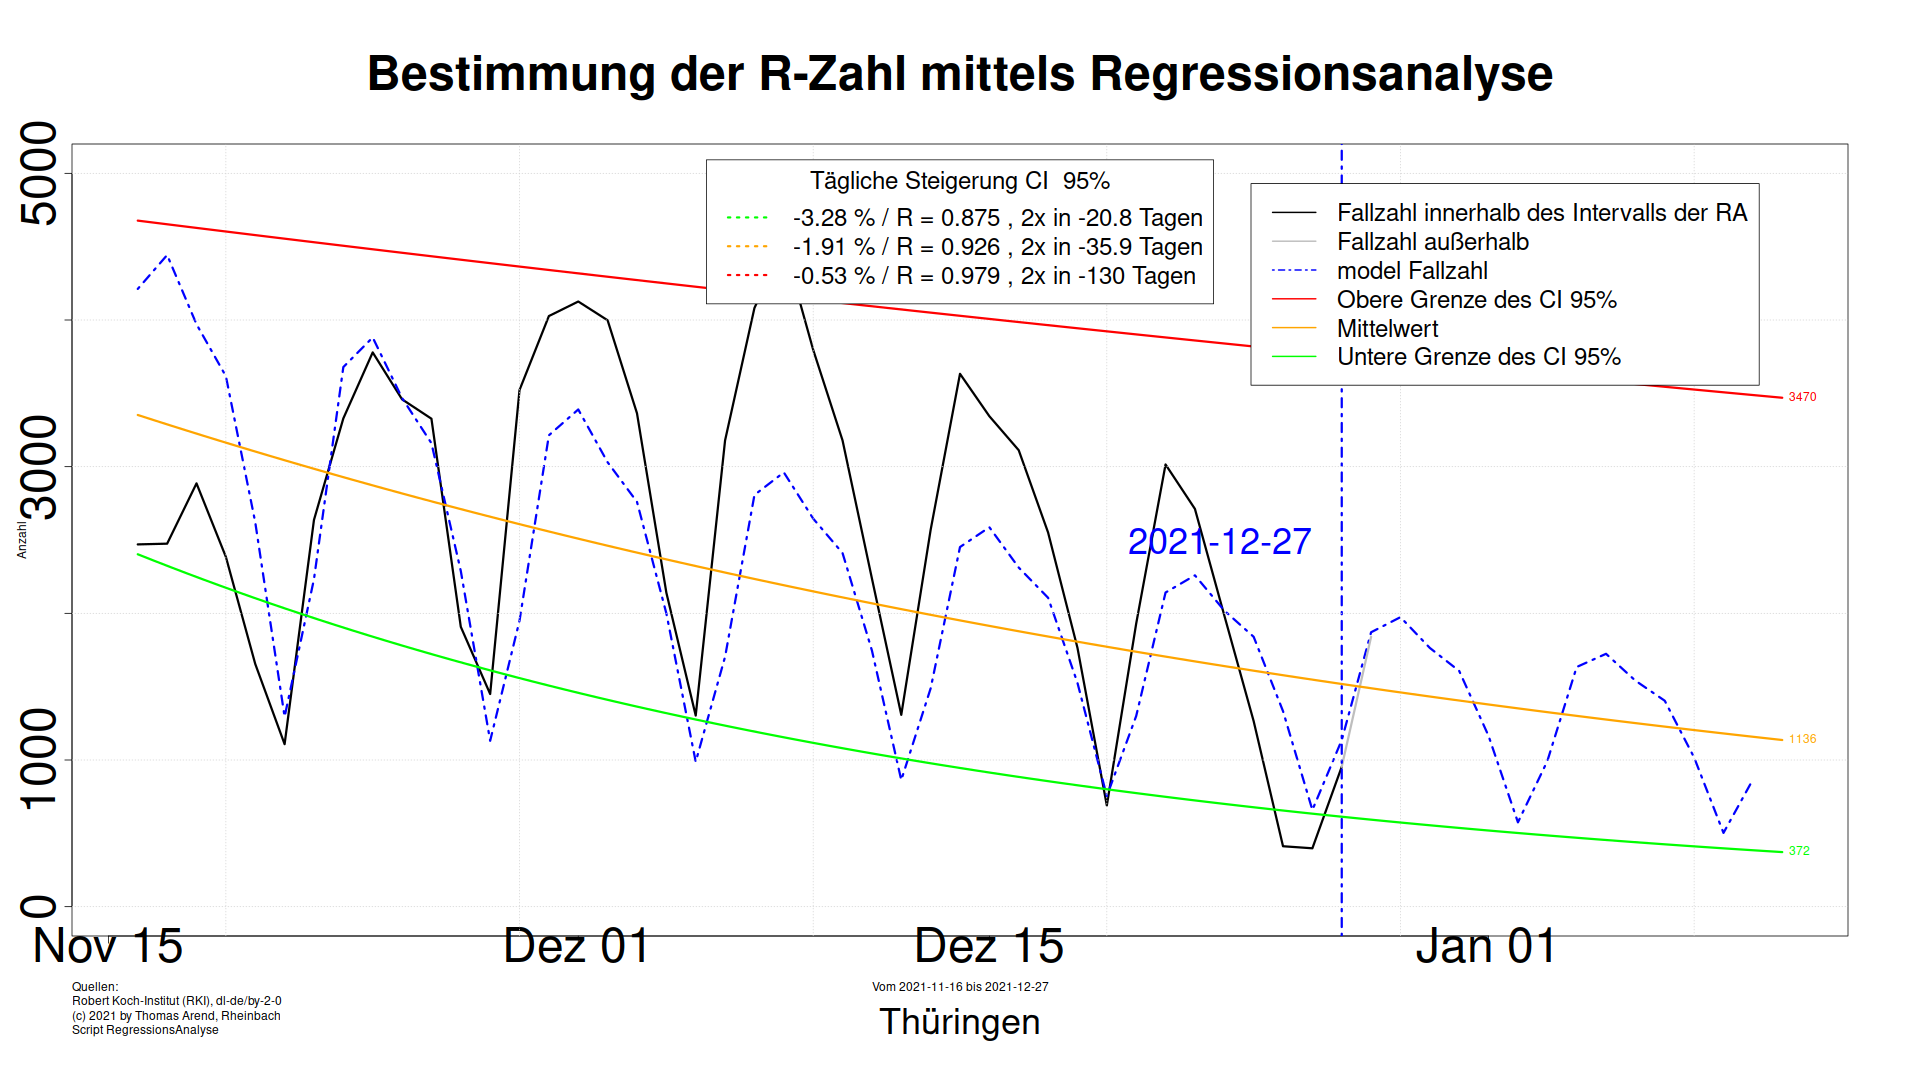 Bestimmung der R-Zahl mittels Regressionsanalyse
5000
3000
1000
0
Anzahl
Tägliche Steigerung CI  95%
-3.28 % / R = 0.875 , 2x in -20.8 Tagen
-1.91 % / R = 0.926 , 2x in -35.9 Tagen
-0.53 % / R = 0.979 , 2x in -130 Tagen
Fallzahl innerhalb des Intervalls der RA
Fallzahl außerhalb
model Fallzahl
Obere Grenze des CI 95%
Mittelwert
Untere Grenze des CI 95%
3470
2021-12-27
1136
372
Nov 15
Dez 01
Dez 15
Jan 01
Quellen:
Robert Koch-Institut (RKI), dl-de/by-2-0
(c) 2021 by Thomas Arend, Rheinbach
Script RegressionsAnalyse
Vom 2021-11-16 bis 2021-12-27
Thüringen